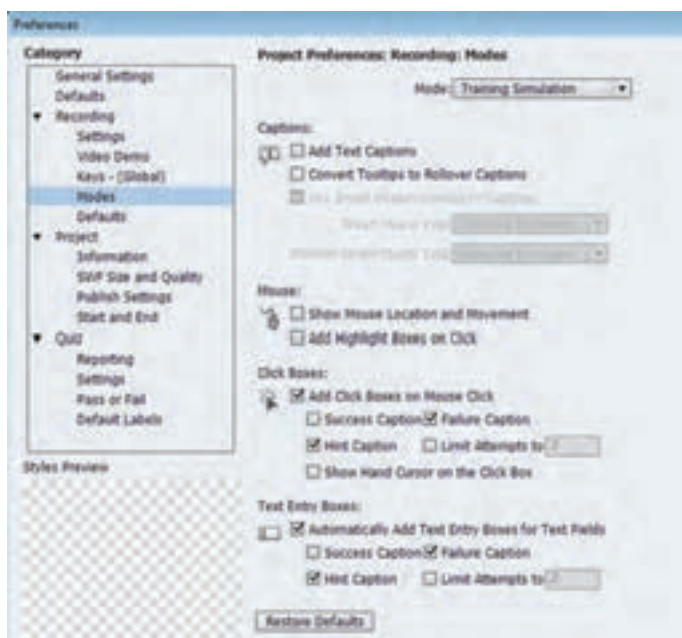 Preferences
Category
General Settings
Defaults
Recording
Settings
Video Demo
Keys - (Global)
Modes
Defaults
Project
Information
SWF Size and Quality
Publish Settings
Start and End
Quiz
Reporting
Settings
Pass or Fail
Default Labels
Styles Preview
Project Preferences: Recording: Modes
Mode: Training Simulation
Captions:
Add Text Captions
Convert Tooltips to Rollover Captions
Mouse:
Show Mouse Location and Movement
Add Highlight Boxes on Click
Click Boxes:
Add Click Boxes on Mouse Click
Success Caption Failure Caption
Hint Caption Limit Attempts to
Show Hand Cursor on the Click Box
Text Entry Boxes:
Automatically Add Text Entry Boxes for Text Fields
Success Caption Failure Caption
Hint Caption Limit Attempts to
Restore Defaults